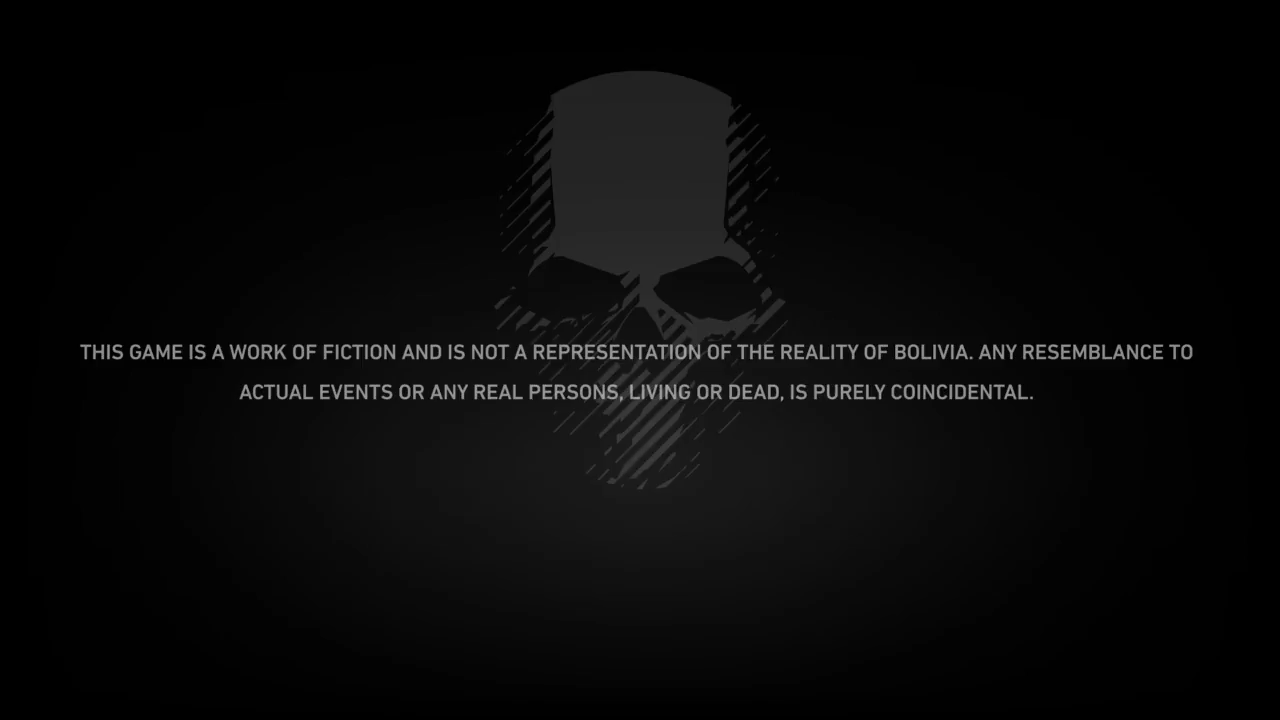 THIS GAME IS A WORK OF FICTION AND IS NOT A REPRESENTATION OF THE REALITY OF BOLIVIA. ANY RESEMBLANCE TO
ACTUAL EVENTS OR ANY REAL PERSONS, LIVING OR DEAD, IS PURELY COINCIDENTAL.